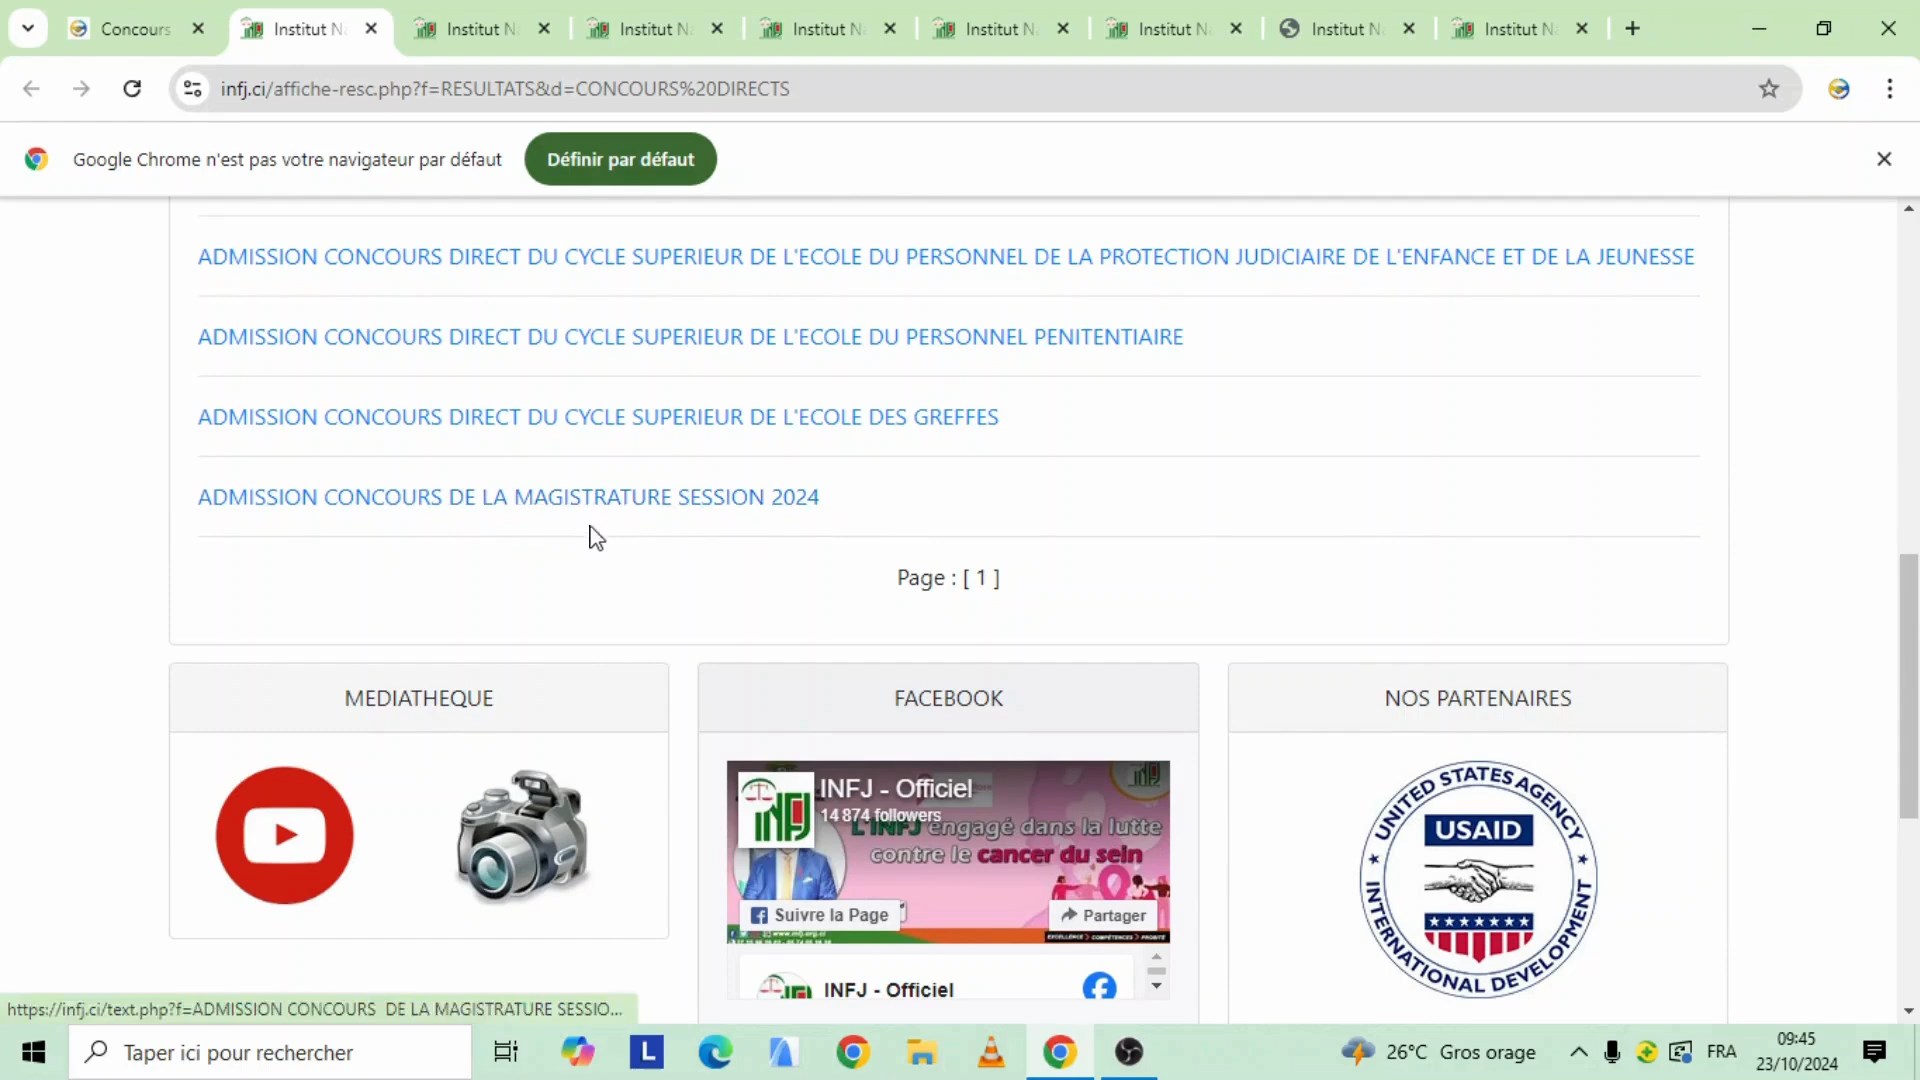 Concours
Institut N
Institut N
Institut N
Institut N
Institut N
Institut N
Institut N
Institut N
infj.ci/affiche-resc.php?f=RESULTATS&d=CONCOURS%20DIRECTS
Google Chrome n'est pas votre navigateur par défaut
Définir par défaut
ADMISSION CONCOURS DIRECT DU CYCLE SUPERIEUR DE L'ECOLE DU PERSONNEL DE LA PROTECTION JUDICIAIRE DE L'ENFANCE ET DE LA JEUNESSE
ADMISSION CONCOURS DIRECT DU CYCLE SUPERIEUR DE L'ECOLE DU PERSONNEL PENITENTIAIRE
ADMISSION CONCOURS DIRECT DU CYCLE SUPERIEUR DE L'ECOLE DES GREFFES
ADMISSION CONCOURS DE LA MAGISTRATURE SESSION 2024
Page : [ 1 ]
MEDIATHEQUE
FACEBOOK
NOS PARTENAIRES
INFJ
INFJ - Officiel
14 874 followers
L'INFJ engagé dans la lutte
contre le cancer du sein
Suivre la Page
Partager
EXCELLENCE > COMPÉTENCES > PROBITÉ
INFJ - Officiel
UNITED STATES AGENCY
USAID
INTERNATIONAL DEVELOPMENT
https://infj.ci/text.php?f=ADMISSION CONCOURS DE LA MAGISTRATURE SESSIO...
Taper ici pour rechercher
L
26°C Gros orage
FRA
09:45
23/10/2024